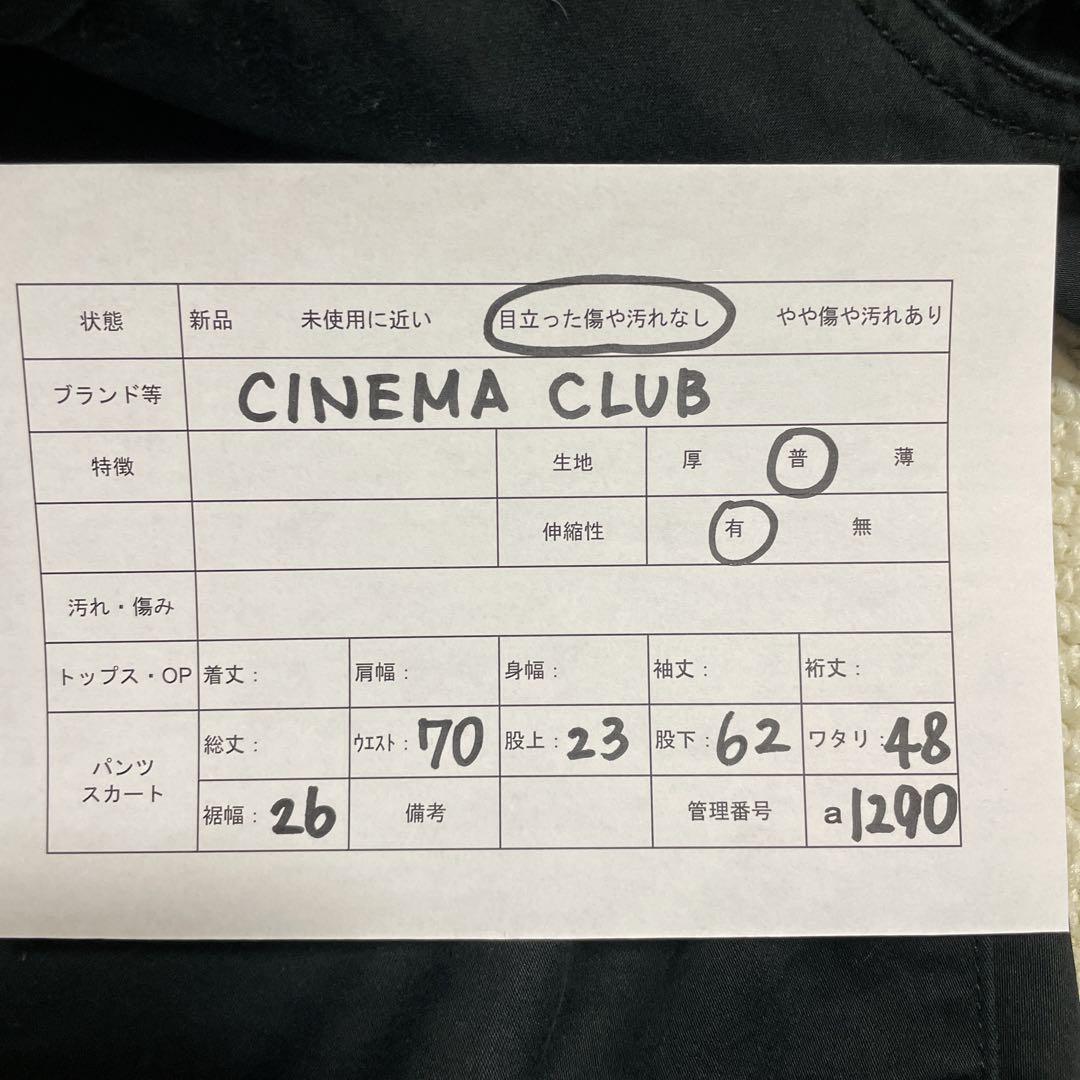 状態 新品 未使用に近い 目立った傷や汚れなし やや傷や汚れあり
ブランド等 CINEMA CLUB
特徴 生地 厚 普 薄
伸縮性 有 無
汚れ・傷み
トップス・OP 着丈: 肩幅: 身幅: 袖丈: 裄丈:
パンツ
スカート
総丈: ウエスト: 70 股上: 23 股下: 62 ワタリ: 48
裾幅: 26 備考 管理番号 a1290